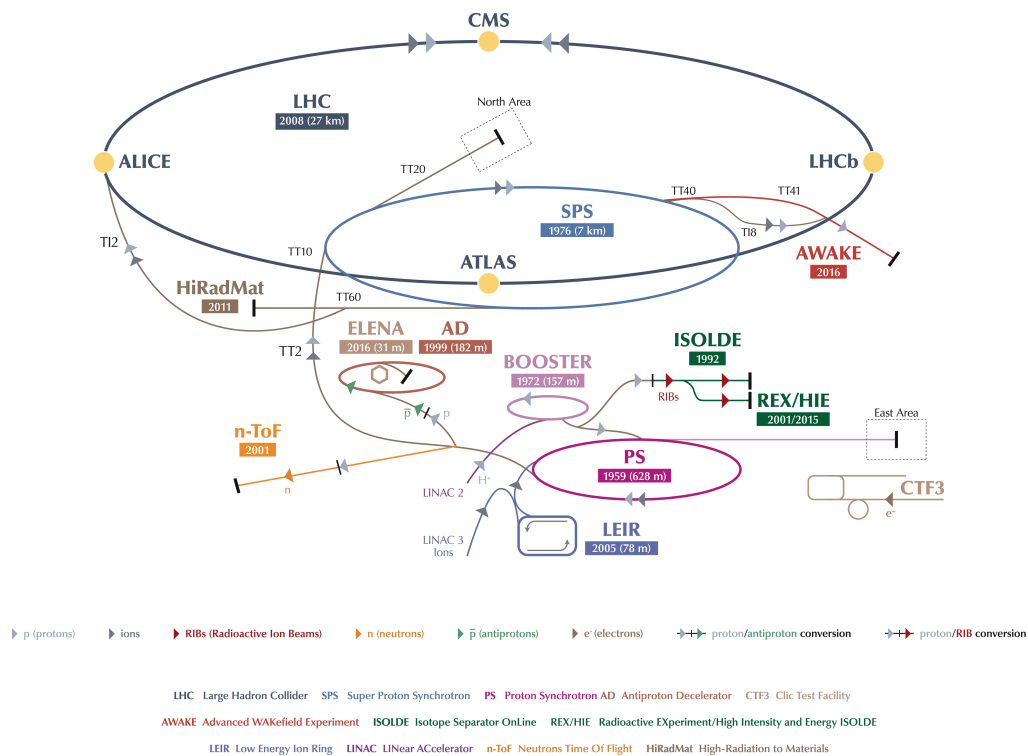 CMS
LHC
2008 (27 km)
North Area
ALICE
LHCb
TT20
TT40
TT41
SPS
1976 (7 km)
TI8
TI2
TT10
ATLAS
AWAKE
2016
HiRadMat
2011
TT60
ELENA
2016 (31 m)
AD
1999 (182 m)
TT2
BOOSTER
1972 (157 m)
ISOLDE
1992
RIBs
REX/HIE
2001/2015
p̅
p
East Area
n-ToF
2001
n
PS
1959 (628 m)
H⁺
LINAC 2
CTF3
e⁻
LINAC 3
Ions
LEIR
2005 (78 m)
p (protons) ions RIBs (Radioactive Ion Beams) n (neutrons) p̅ (antiprotons) e⁻ (electrons) proton/antiproton conversion proton/RIB conversion
LHC Large Hadron Collider SPS Super Proton Synchrotron PS Proton Synchrotron AD Antiproton Decelerator CTF3 Clic Test Facility
AWAKE Advanced WAKefield Experiment ISOLDE Isotope Separator OnLine REX/HIE Radioactive EXperiment/High Intensity and Energy ISOLDE
LEIR Low Energy Ion Ring LINAC LINear ACcelerator n-ToF Neutrons Time Of Flight HiRadMat High-Radiation to Materials